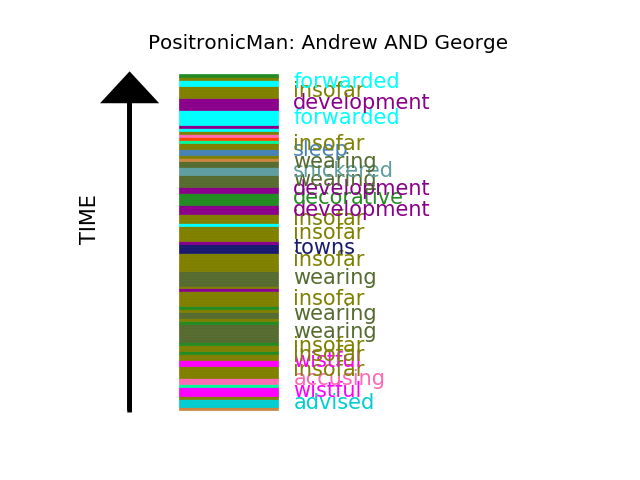 PositronicMan: Andrew AND George
TIME
forwarded
insofar
development
forwarded
insofar
sleep
wearing
snickered
wearing
development
decorative
development
insofar
insofar
towns
insofar
wearing
insofar
wearing
wearing
insofar
insofar
wistful
insofar
accusing
wistful
advised